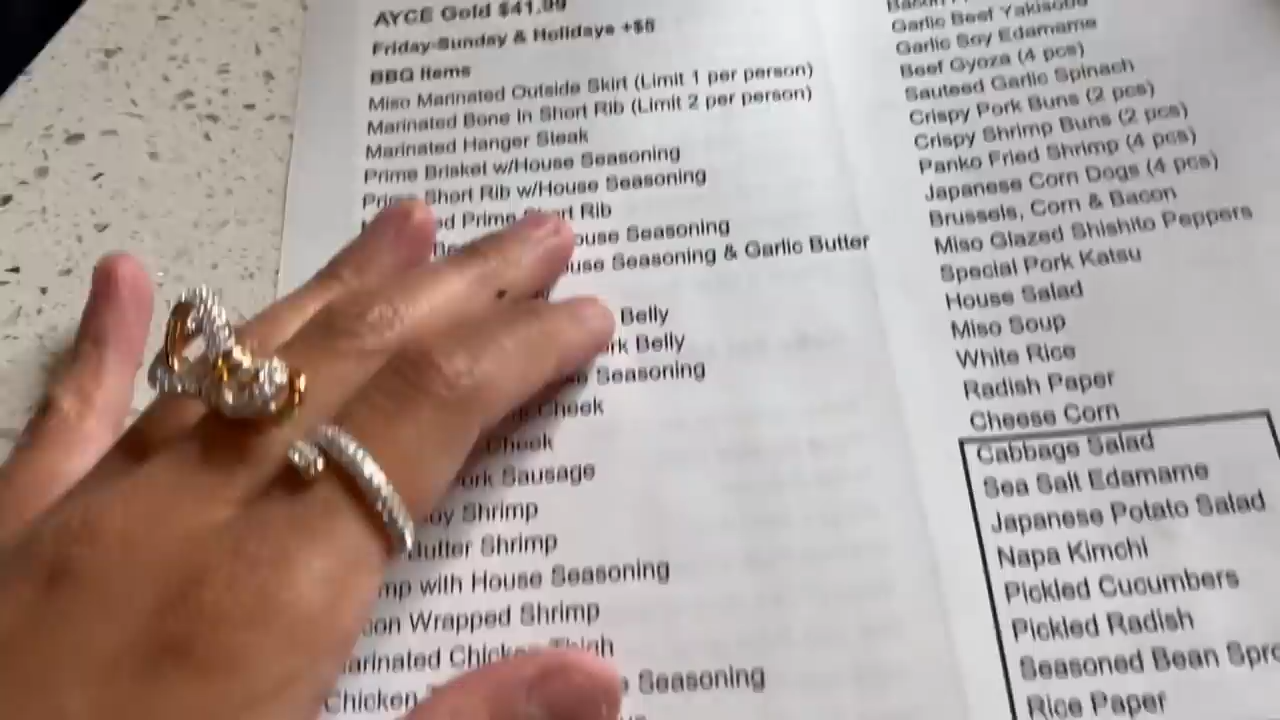 AYCE Gold $41.99
Friday-Sunday & Holidays +$5
BBQ Items
Miso Marinated Outside Skirt (Limit 1 per person)
Marinated Bone In Short Rib (Limit 2 per person)
Marinated Hanger Steak
Prime Brisket w/House Seasoning
Prime Short Rib w/House Seasoning
Prime Short Rib
Seasoning
Seasoning & Garlic Butter
Belly
Belly
Seasoning
Cheek
Cheek
Sausage
Shrimp
Butter Shrimp
with House Seasoning
Wrapped Shrimp
Chicken Thigh
Chicken
Seasoning
Garlic Beef Yakisoba
Garlic Soy Edamame
Beef Gyoza (4 pcs)
Sauteed Garlic Spinach
Crispy Pork Buns (2 pcs)
Crispy Shrimp Buns (2 pcs)
Panko Fried Shrimp (4 pcs)
Japanese Corn Dogs (4 pcs)
Brussels, Corn & Bacon
Miso Glazed Shishito Peppers
Special Pork Katsu
House Salad
Miso Soup
White Rice
Radish Paper
Cheese Corn
Cabbage Salad
Sea Salt Edamame
Japanese Potato Salad
Napa Kimchi
Pickled Cucumbers
Pickled Radish
Seasoned Bean
Rice Paper